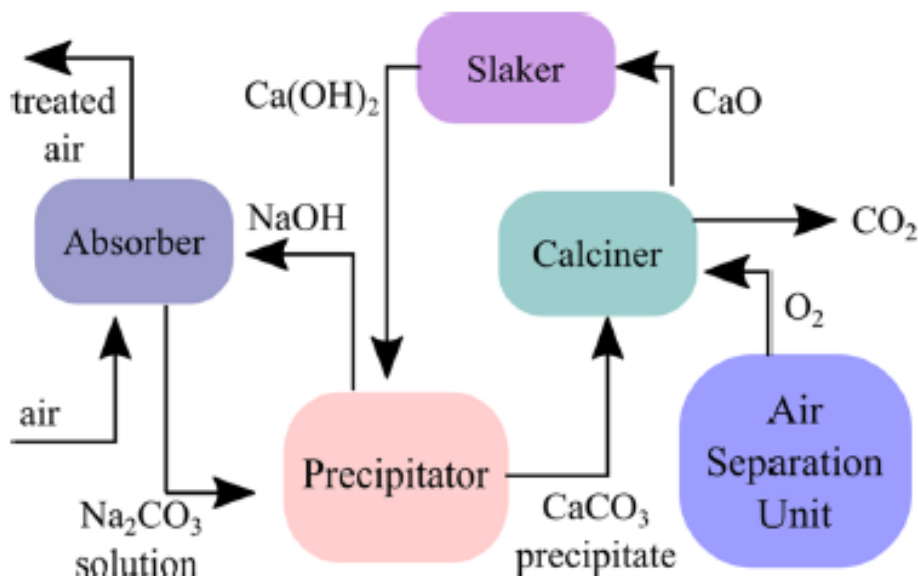 Slaker
Ca(OH)₂
CaO
treated
air
Absorber
NaOH
Calciner
CO₂
O₂
air
Precipitator
Air
Separation
Unit
Na₂CO₃
solution
CaCO₃
precipitate